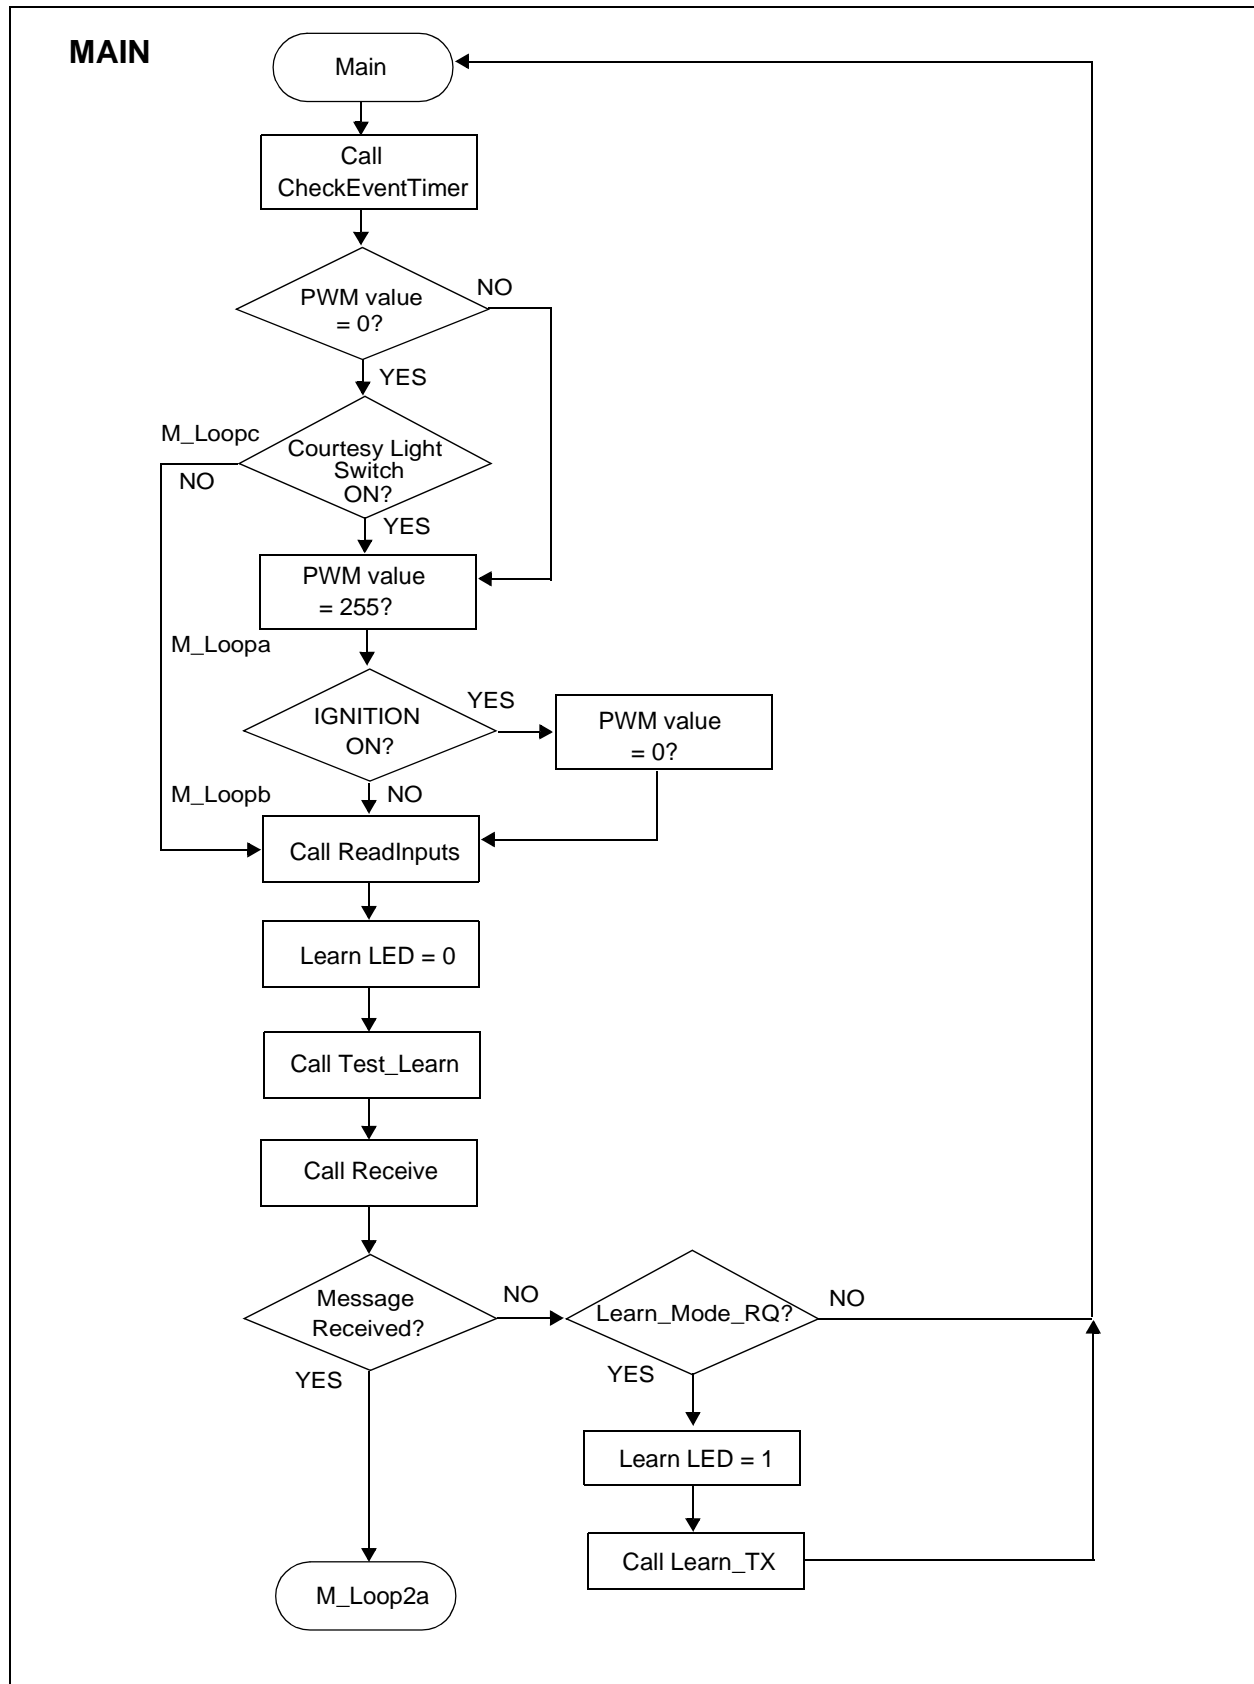 MAIN
Main
Call
CheckEventTimer
PWM value
= 0?
NO
YES
M_Loopc
Courtesy Light
Switch
ON?
NO
YES
PWM value
= 255?
M_Loopa
IGNITION
ON?
YES
PWM value
= 0?
M_Loopb
NO
Call ReadInputs
Learn LED = 0
Call Test_Learn
Call Receive
Message
Received?
NO
Learn_Mode_RQ?
NO
YES
YES
Learn LED = 1
Call Learn_TX
M_Loop2a